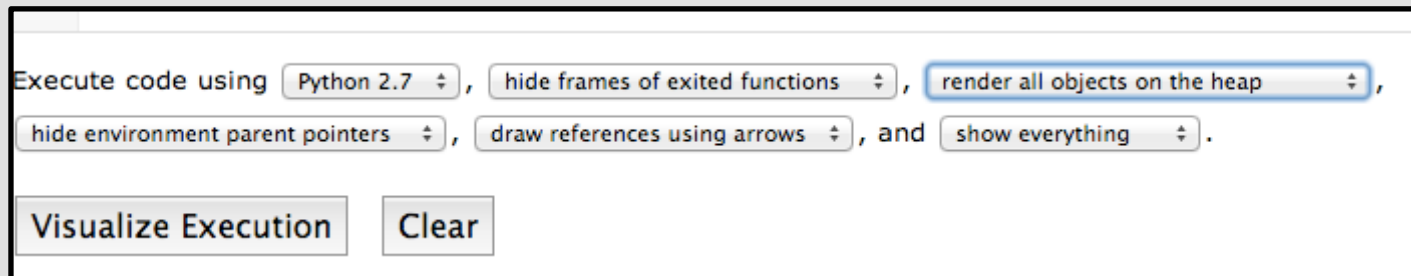 Execute code using Python 2.7 , hide frames of exited functions , render all objects on the heap ,
hide environment parent pointers , draw references using arrows , and show everything .
Visualize Execution Clear